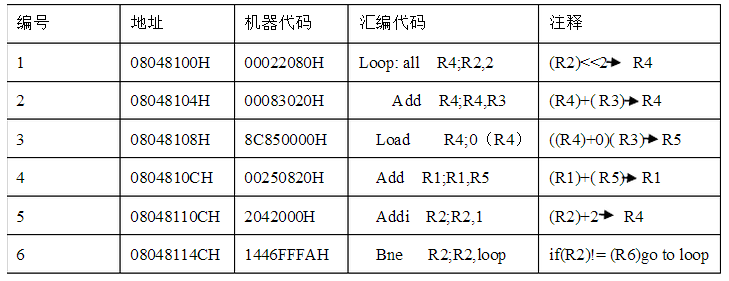 编号 地址 机器代码 汇编代码 注释
1 08048100H 00022080H Loop: all R4;R2,2 (R2)<<2→ R4
2 08048104H 00083020H Add R4;R4,R3 (R4)+( R3)→R4
3 08048108H 8C850000H Load R4;0（R4） ((R4)+0)( R3)→ R5
4 0804810CH 00250820H Add R1;R1,R5 (R1)+( R5)→ R1
5 08048110CH 2042000H Addi R2;R2,1 (R2)+2→ R4
6 08048114CH 1446FFFAH Bne R2;R2,loop if(R2)!= (R6)go to loop